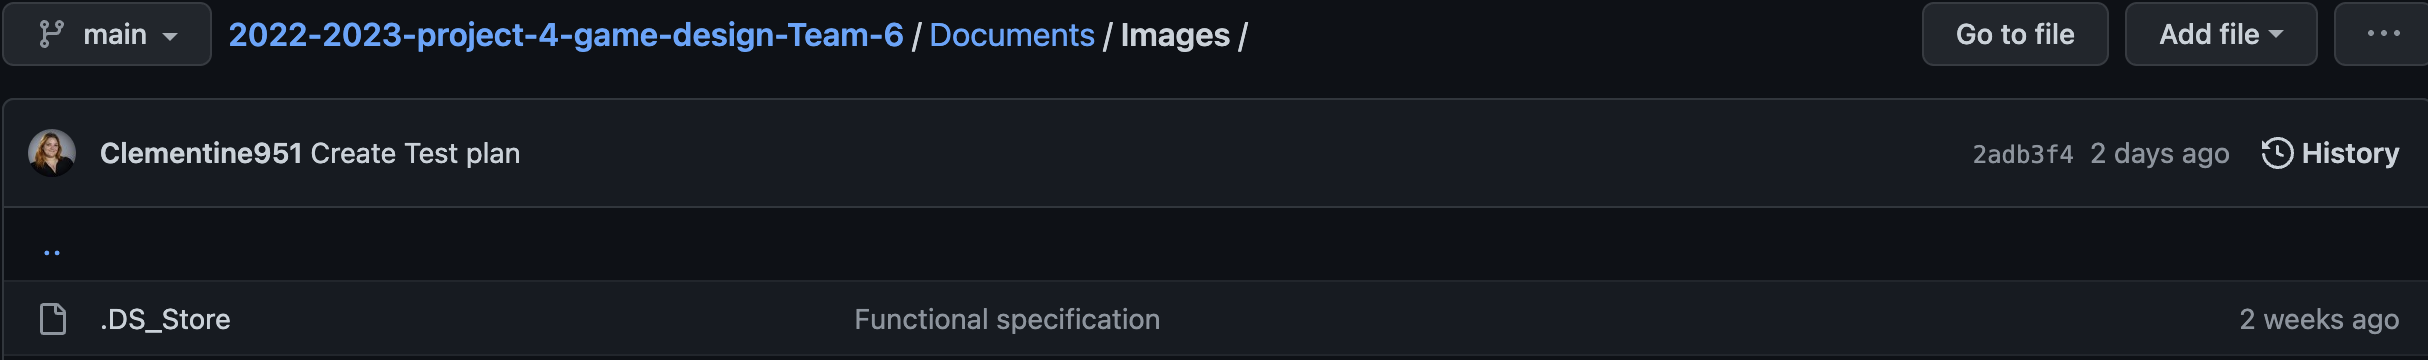 main 2022-2023-project-4-game-design-Team-6 / Documents / Images / Go to file Add file ...
Clementine951 Create Test plan 2adb3f4 2 days ago History
..
.DS_Store Functional specification 2 weeks ago